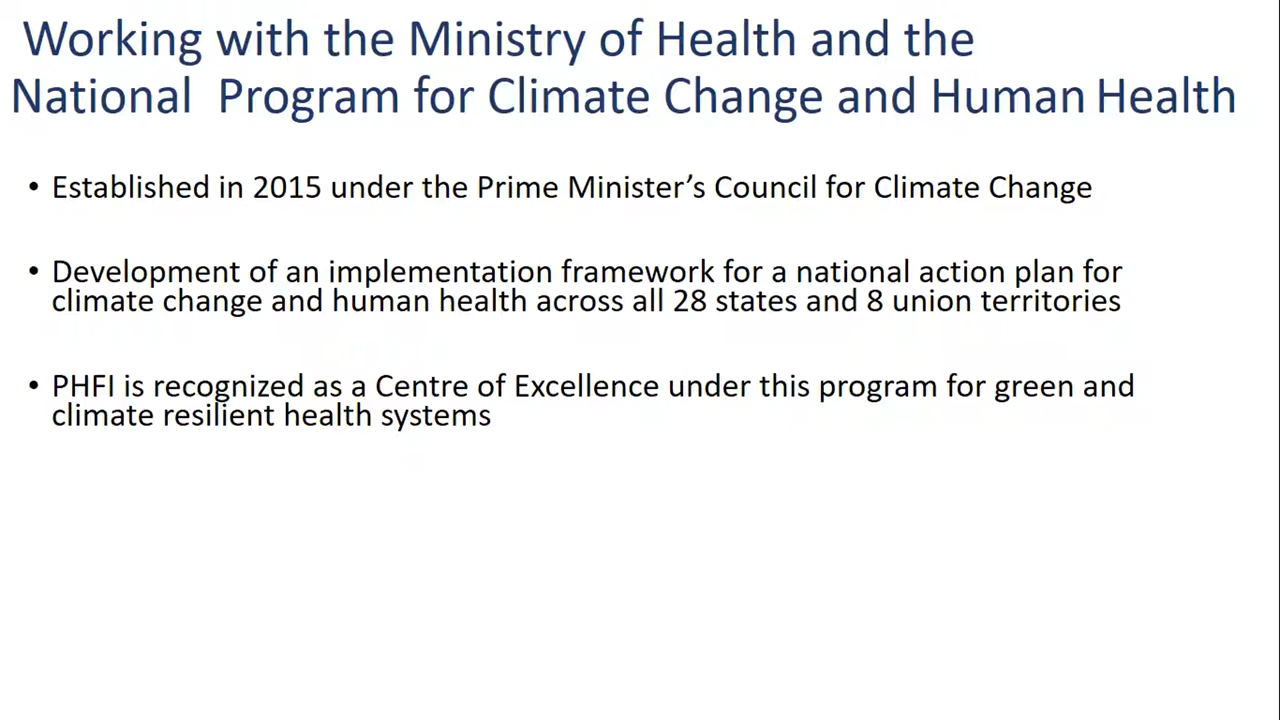 Working with the Ministry of Health and the
National Program for Climate Change and Human Health
• Established in 2015 under the Prime Minister’s Council for Climate Change
• Development of an implementation framework for a national action plan for
climate change and human health across all 28 states and 8 union territories
• PHFI is recognized as a Centre of Excellence under this program for green and
climate resilient health systems